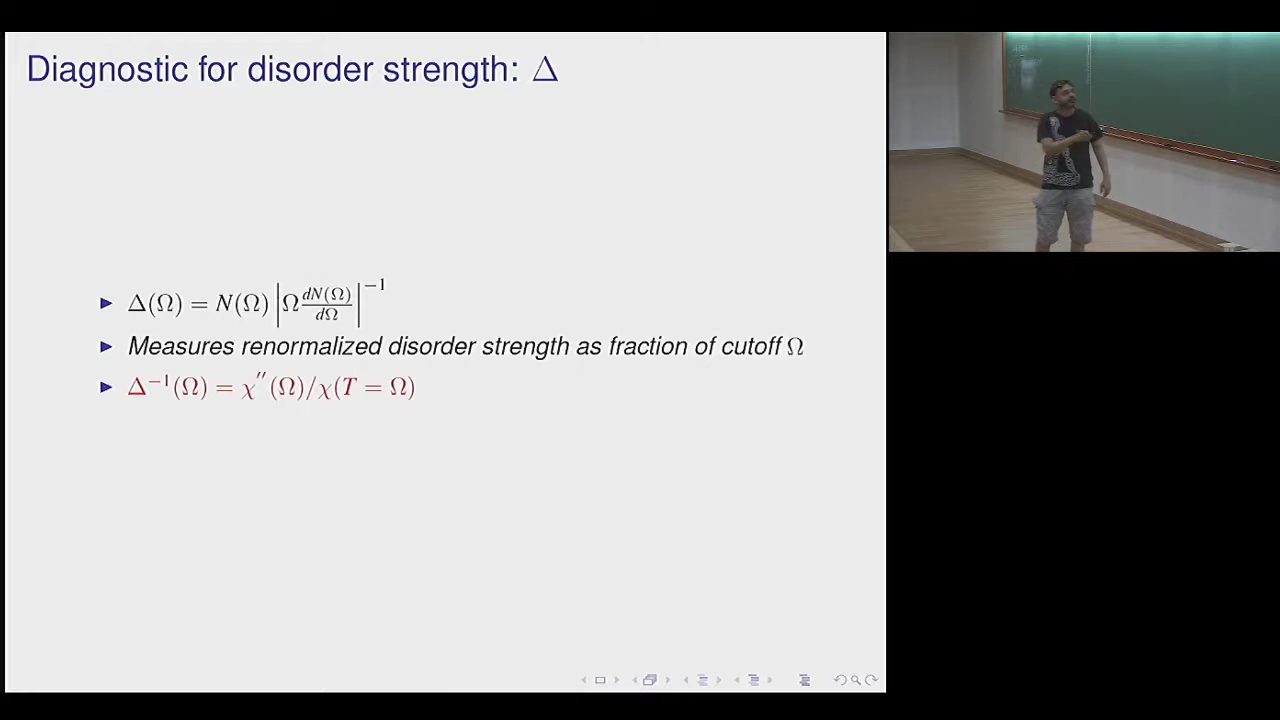 Diagnostic for disorder strength: Δ
▶ Δ(Ω) = N(Ω) |Ω dN(Ω)/dΩ|⁻¹
▶ Measures renormalized disorder strength as fraction of cutoff Ω
▶ Δ⁻¹(Ω) = χ′′(Ω)/χ(T = Ω)